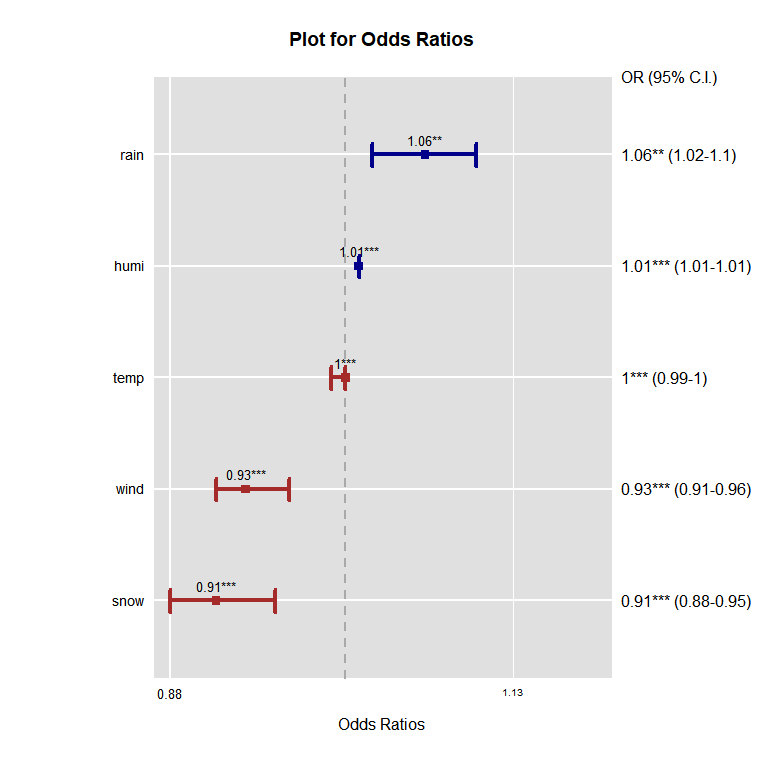 Plot for Odds Ratios
OR (95% C.I.)
1.06**
rain
1.06** (1.02-1.1)
1.01***
humi
1.01*** (1.01-1.01)
1***
temp
1*** (0.99-1)
0.93***
wind
0.93*** (0.91-0.96)
0.91***
snow
0.91*** (0.88-0.95)
0.88
1.13
Odds Ratios